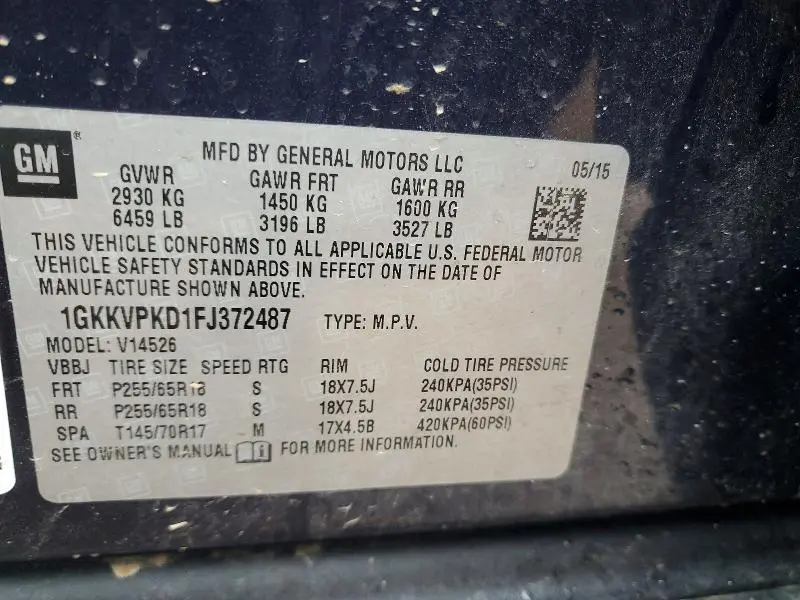 GM
MFD BY GENERAL MOTORS LLC 05/15
GVWR GAWR FRT GAWR RR
2930 KG 1450 KG 1600 KG
6459 LB 3196 LB 3527 LB
THIS VEHICLE CONFORMS TO ALL APPLICABLE U.S. FEDERAL MOTOR
VEHICLE SAFETY STANDARDS IN EFFECT ON THE DATE OF
MANUFACTURE SHOWN ABOVE.
1GKKVPKD1FJ372487 TYPE: M.P.V.
MODEL: V14526
VBBJ TIRE SIZE SPEED RTG RIM COLD TIRE PRESSURE
FRT P255/65R18 S 18X7.5J 240KPA(35PSI)
RR P255/65R18 S 18X7.5J 240KPA(35PSI)
SPA T145/70R17 M 17X4.5B 420KPA(60PSI)
SEE OWNER'S MANUAL FOR MORE INFORMATION.